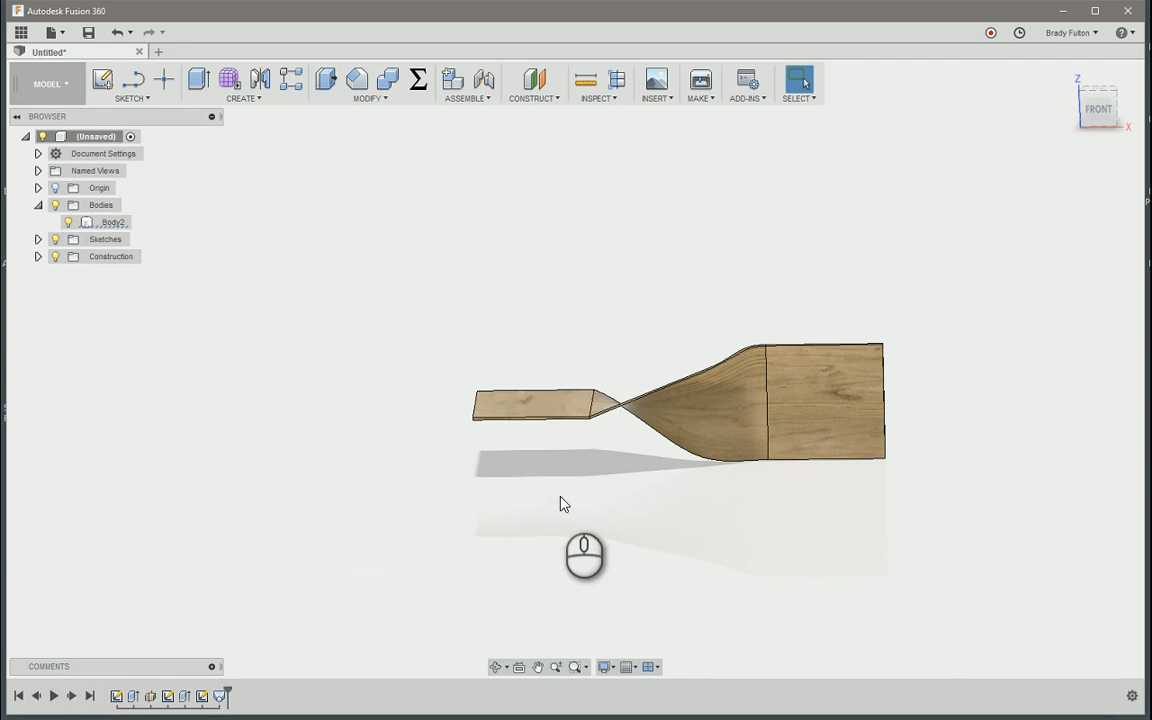 Autodesk Fusion 360
Brady Fulton
Untitled*
MODEL
SKETCH
CREATE
MODIFY
ASSEMBLE
CONSTRUCT
INSPECT
INSERT
MAKE
ADD-INS
SELECT
Z
FRONT
X
BROWSER
(Unsaved)
Document Settings
Named Views
Origin
Bodies
Body2
Sketches
Construction
COMMENTS